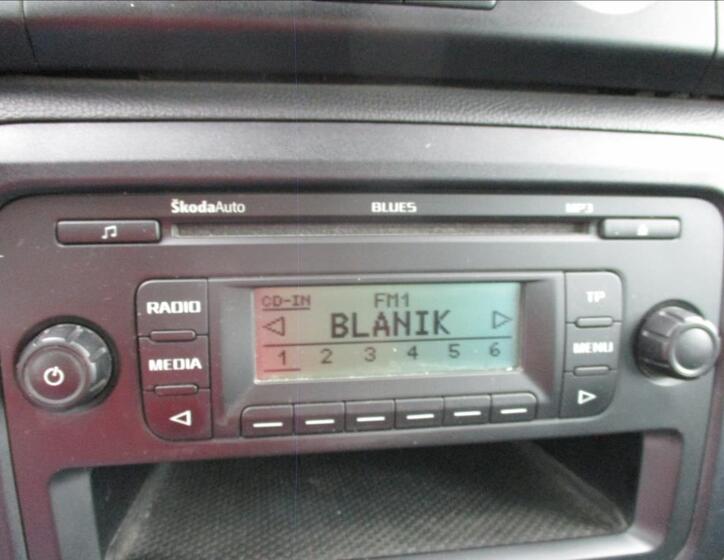 ŠkodaAuto BLUES MP3
RADIO
MEDIA
CD-IN FM1
BLANIK
1 2 3 4 5 6
TP
MENU